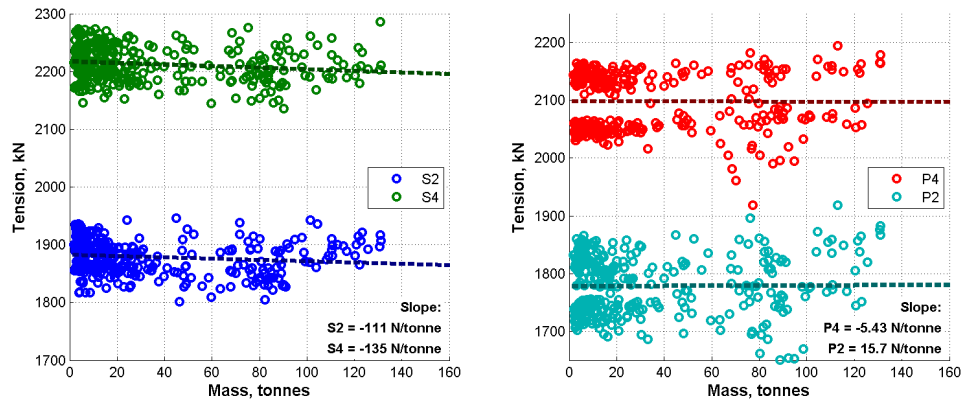 2300
2200
2100
2000
1900
1800
1700
Tension, kN
S2
S4
Slope:
S2 = -111 N/tonne
S4 = -135 N/tonne
0 20 40 60 80 100 120 140 160
Mass, tonnes
2200
2100
2000
1900
1800
1700
Tension, kN
P4
P2
Slope:
P4 = -5.43 N/tonne
P2 = 15.7 N/tonne
0 20 40 60 80 100 120 140 160
Mass, tonnes